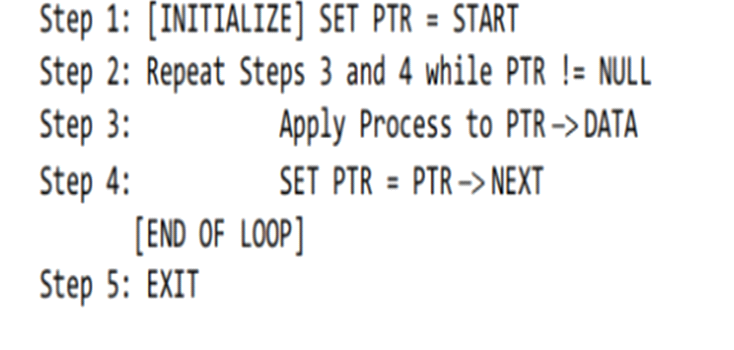 Step 1: [INITIALIZE] SET PTR = START
Step 2: Repeat Steps 3 and 4 while PTR != NULL
Step 3: Apply Process to PTR->DATA
Step 4: SET PTR = PTR->NEXT
[END OF LOOP]
Step 5: EXIT